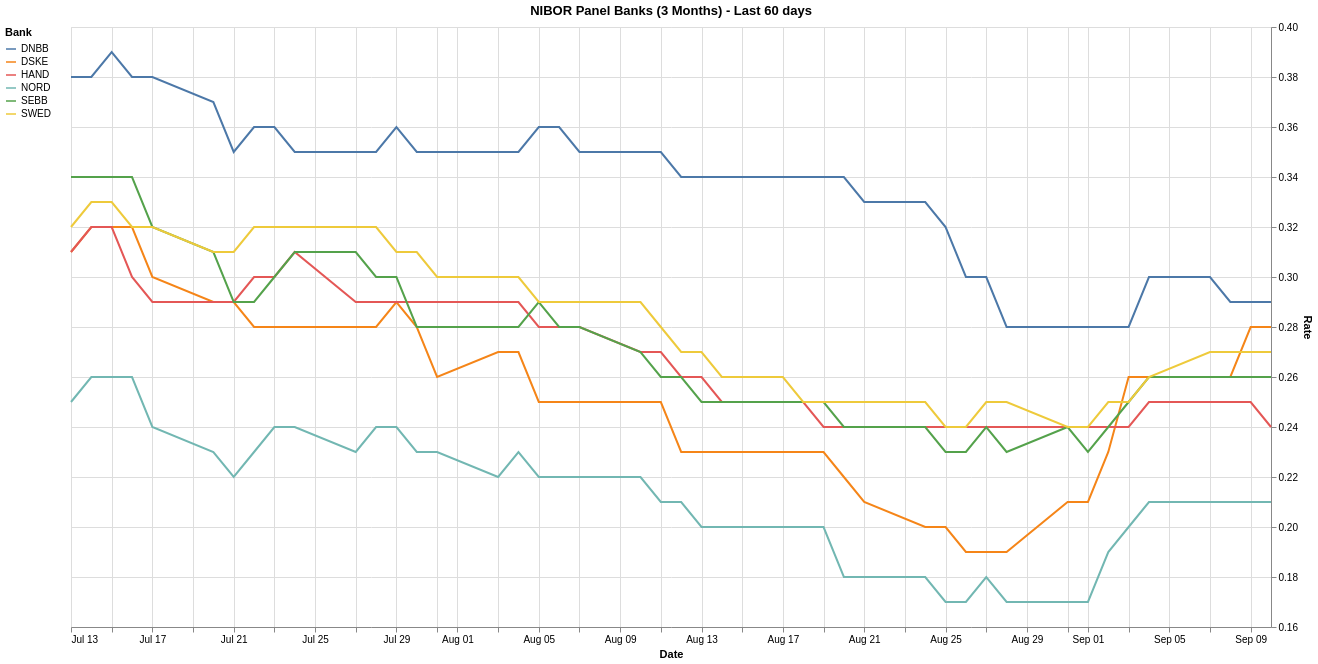 NIBOR Panel Banks (3 Months) - Last 60 days
Bank
DNBB
DSKE
HAND
NORD
SEBB
SWED
0.40
0.38
0.36
0.34
0.32
0.30
0.28
0.26
0.24
0.22
0.20
0.18
0.16
Rate
Jul 13 Jul 17 Jul 21 Jul 25 Jul 29 Aug 01 Aug 05 Aug 09 Aug 13 Aug 17 Aug 21 Aug 25 Aug 29 Sep 01 Sep 05 Sep 09
Date